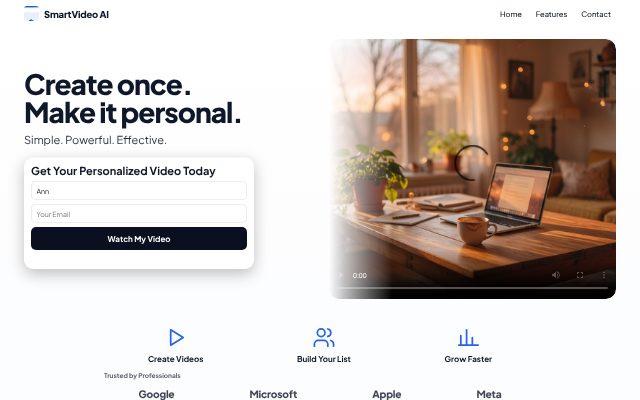 SmartVideo AI
Home Features Contact
Create once.
Make it personal.
Simple. Powerful. Effective.
Get Your Personalized Video Today
Ann
Your Email
Watch My Video
0:00
Create Videos Build Your List Grow Faster
Trusted by Professionals
Google Microsoft Apple Meta